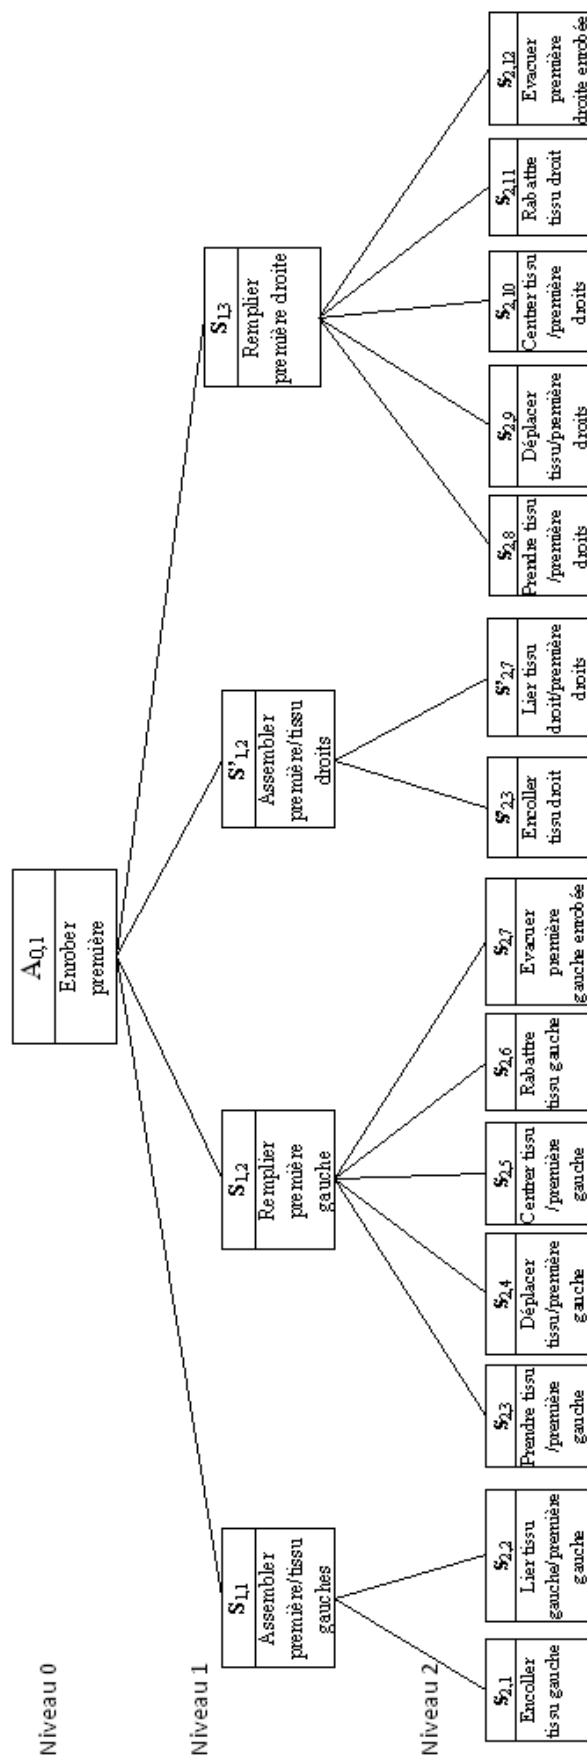 Niveau 0
A0,1
Enrober
première
Niveau 1
S1,1
Assembler
première/tissu
gauches
S1,2
Remplier
première
gauche
S'1,2
Assembler
première/tissu
droits
S1,3
Remplier
première droite
Niveau 2
S2,1
Encoller
tissu gauche
S2,2
Lier tissu
gauche/première
gauche
S2,3
Prendre tissu
/première
gauche
S2,4
Déplacer
tissu/première
gauche
S2,5
Centrer tissu
/première
gauche
S2,6
Rabattre
tissu gauche
S2,7
Evacuer
première
gauche enrobée
S'2,3
Encoller
tissu droit
S'2,7
Lier tissu
droit/première
droits
S2,8
Prendre tissu
/première
droits
S2,9
Déplacer
tissu/première
droits
S2,10
Centrer tissu
/première
droits
S2,11
Rabattre
tissu droit
S2,12
Evacuer
première
droite enrobée